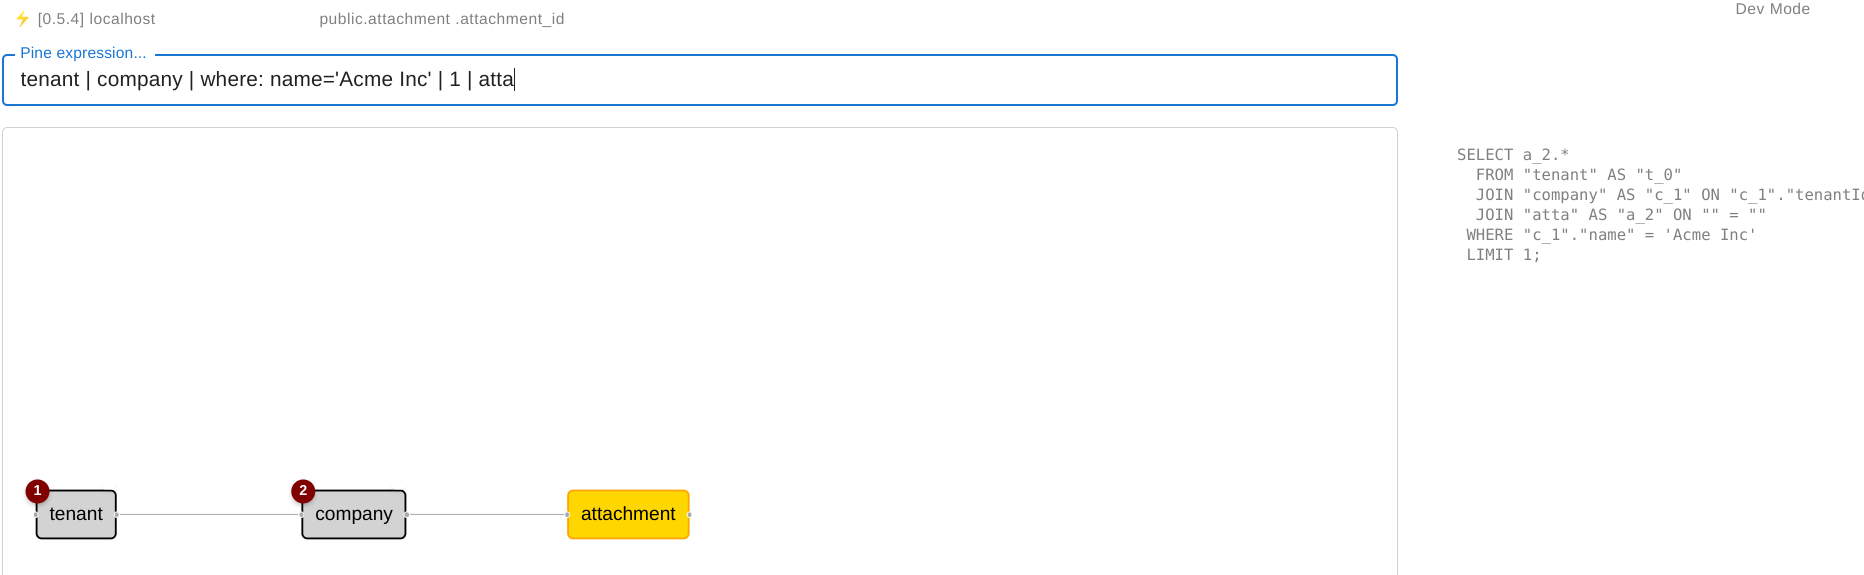 ⚡ [0.5.4] localhost
public.attachment .attachment_id
Dev Mode
Pine expression...
tenant | company | where: name='Acme Inc' | 1 | atta
SELECT a_2.*
FROM "tenant" AS "t_0"
JOIN "company" AS "c_1" ON "c_1"."tenantId
JOIN "atta" AS "a_2" ON "" = ""
WHERE "c_1"."name" = 'Acme Inc'
LIMIT 1;
1
tenant
2
company
attachment